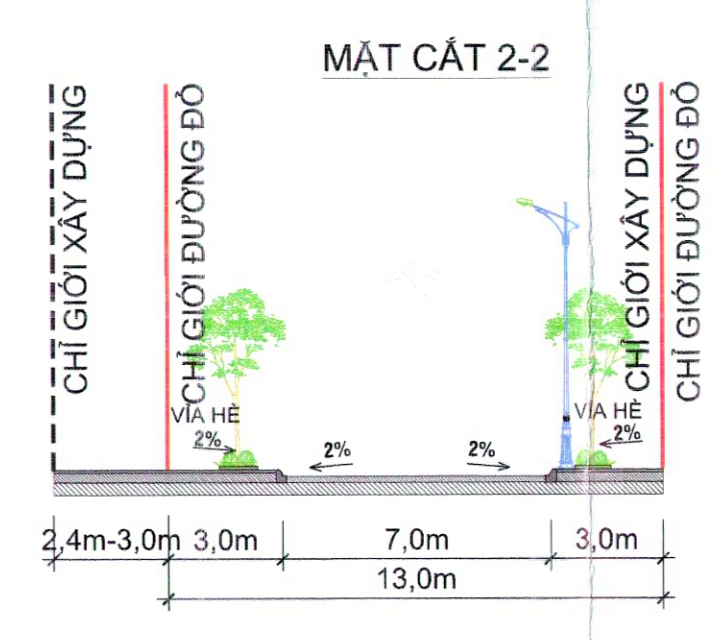 MẶT CẮT 2-2
CHỈ GIỚI XÂY DỰNG
CHỈ GIỚI ĐƯỜNG ĐỎ
CHỈ GIỚI XÂY DỰNG
CHỈ GIỚI ĐƯỜNG ĐỎ
VỈA HÈ
VỈA HÈ
2%
2%
2%
2%
2,4m-3,0m
3,0m
7,0m
3,0m
13,0m